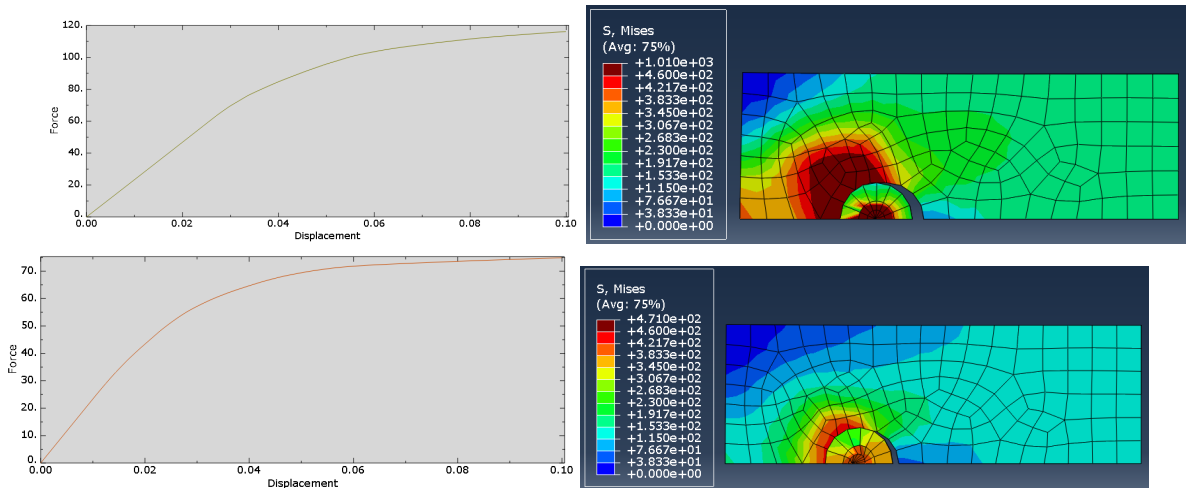 120.
100.
80.
60.
40.
20.
0.
Force
0.00 0.02 0.04 0.06 0.08 0.10
Displacement
S, Mises
(Avg: 75%)
+1.010e+03
+4.600e+02
+4.217e+02
+3.833e+02
+3.450e+02
+3.067e+02
+2.683e+02
+2.300e+02
+1.917e+02
+1.533e+02
+1.150e+02
+7.667e+01
+3.833e+01
+0.000e+00
70.
60.
50.
40.
30.
20.
10.
0.
Force
0.00 0.02 0.04 0.06 0.08 0.10
Displacement
S, Mises
(Avg: 75%)
+4.710e+02
+4.600e+02
+4.217e+02
+3.833e+02
+3.450e+02
+3.067e+02
+2.683e+02
+2.300e+02
+1.917e+02
+1.533e+02
+1.150e+02
+7.667e+01
+3.833e+01
+0.000e+00